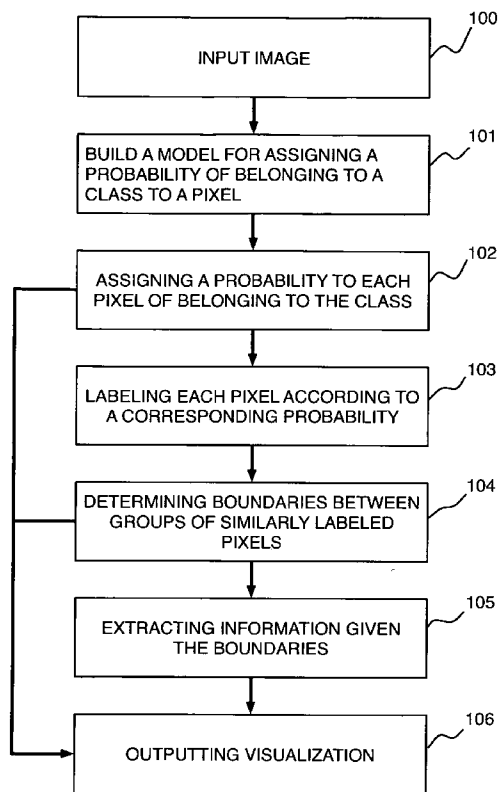 100
INPUT IMAGE
101
BUILD A MODEL FOR ASSIGNING A
PROBABILITY OF BELONGING TO A
CLASS TO A PIXEL
102
ASSIGNING A PROBABILITY TO EACH
PIXEL OF BELONGING TO THE CLASS
103
LABELING EACH PIXEL ACCORDING TO
A CORRESPONDING PROBABILITY
104
DETERMINING BOUNDARIES BETWEEN
GROUPS OF SIMILARLY LABELED
PIXELS
105
EXTRACTING INFORMATION GIVEN
THE BOUNDARIES
106
OUTPUTTING VISUALIZATION